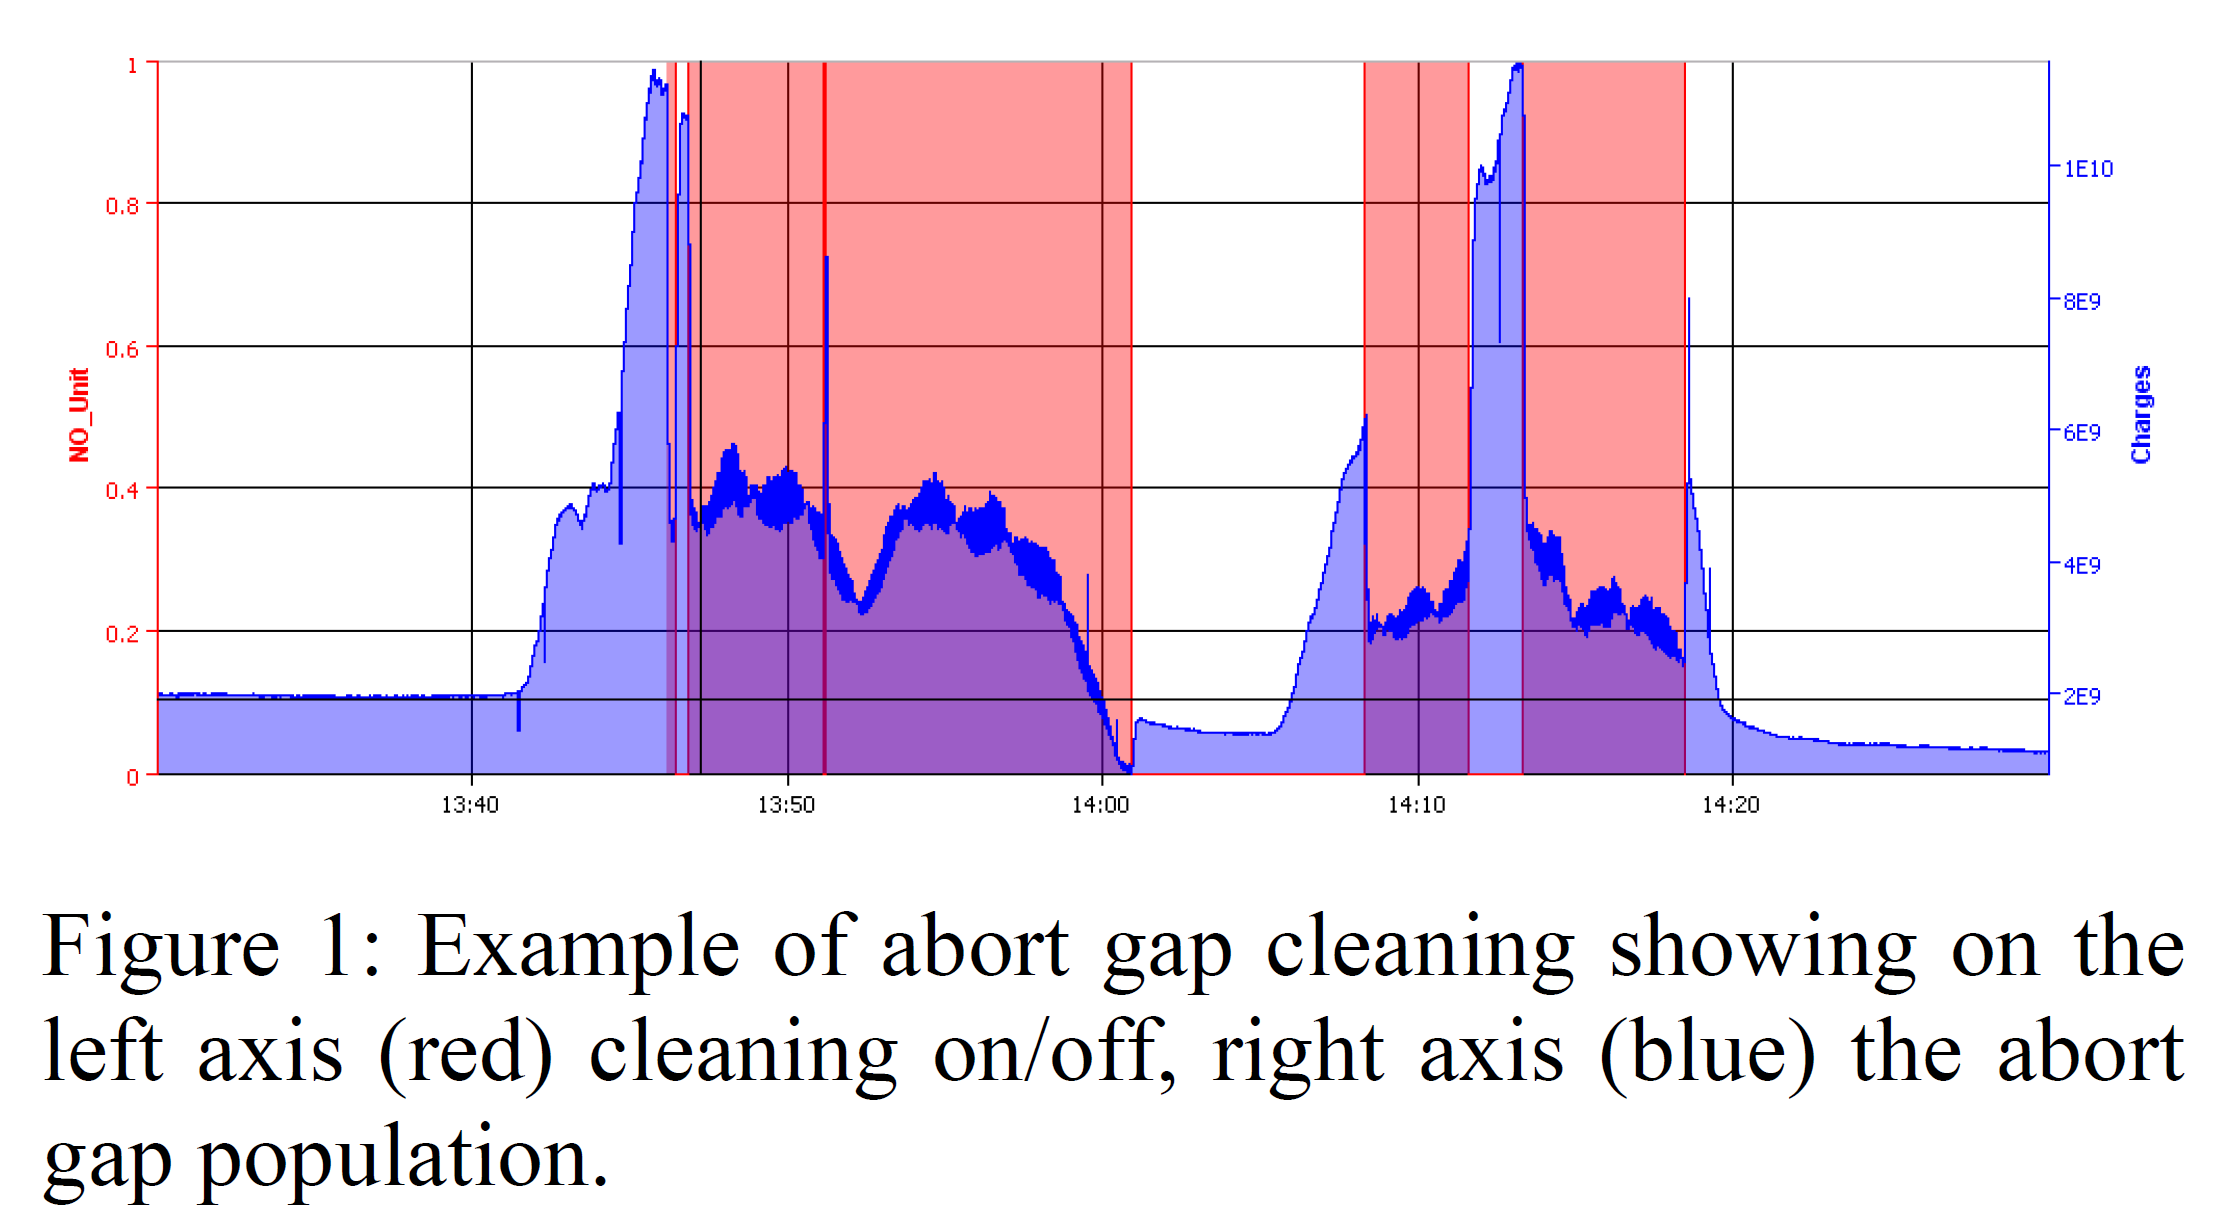 1
0.8
0.6
0.4
0.2
0
NO_Unit
1E10
8E9
6E9
4E9
2E9
Charges
13:40 13:50 14:00 14:10 14:20
Figure 1: Example of abort gap cleaning showing on the
left axis (red) cleaning on/off, right axis (blue) the abort
gap population.